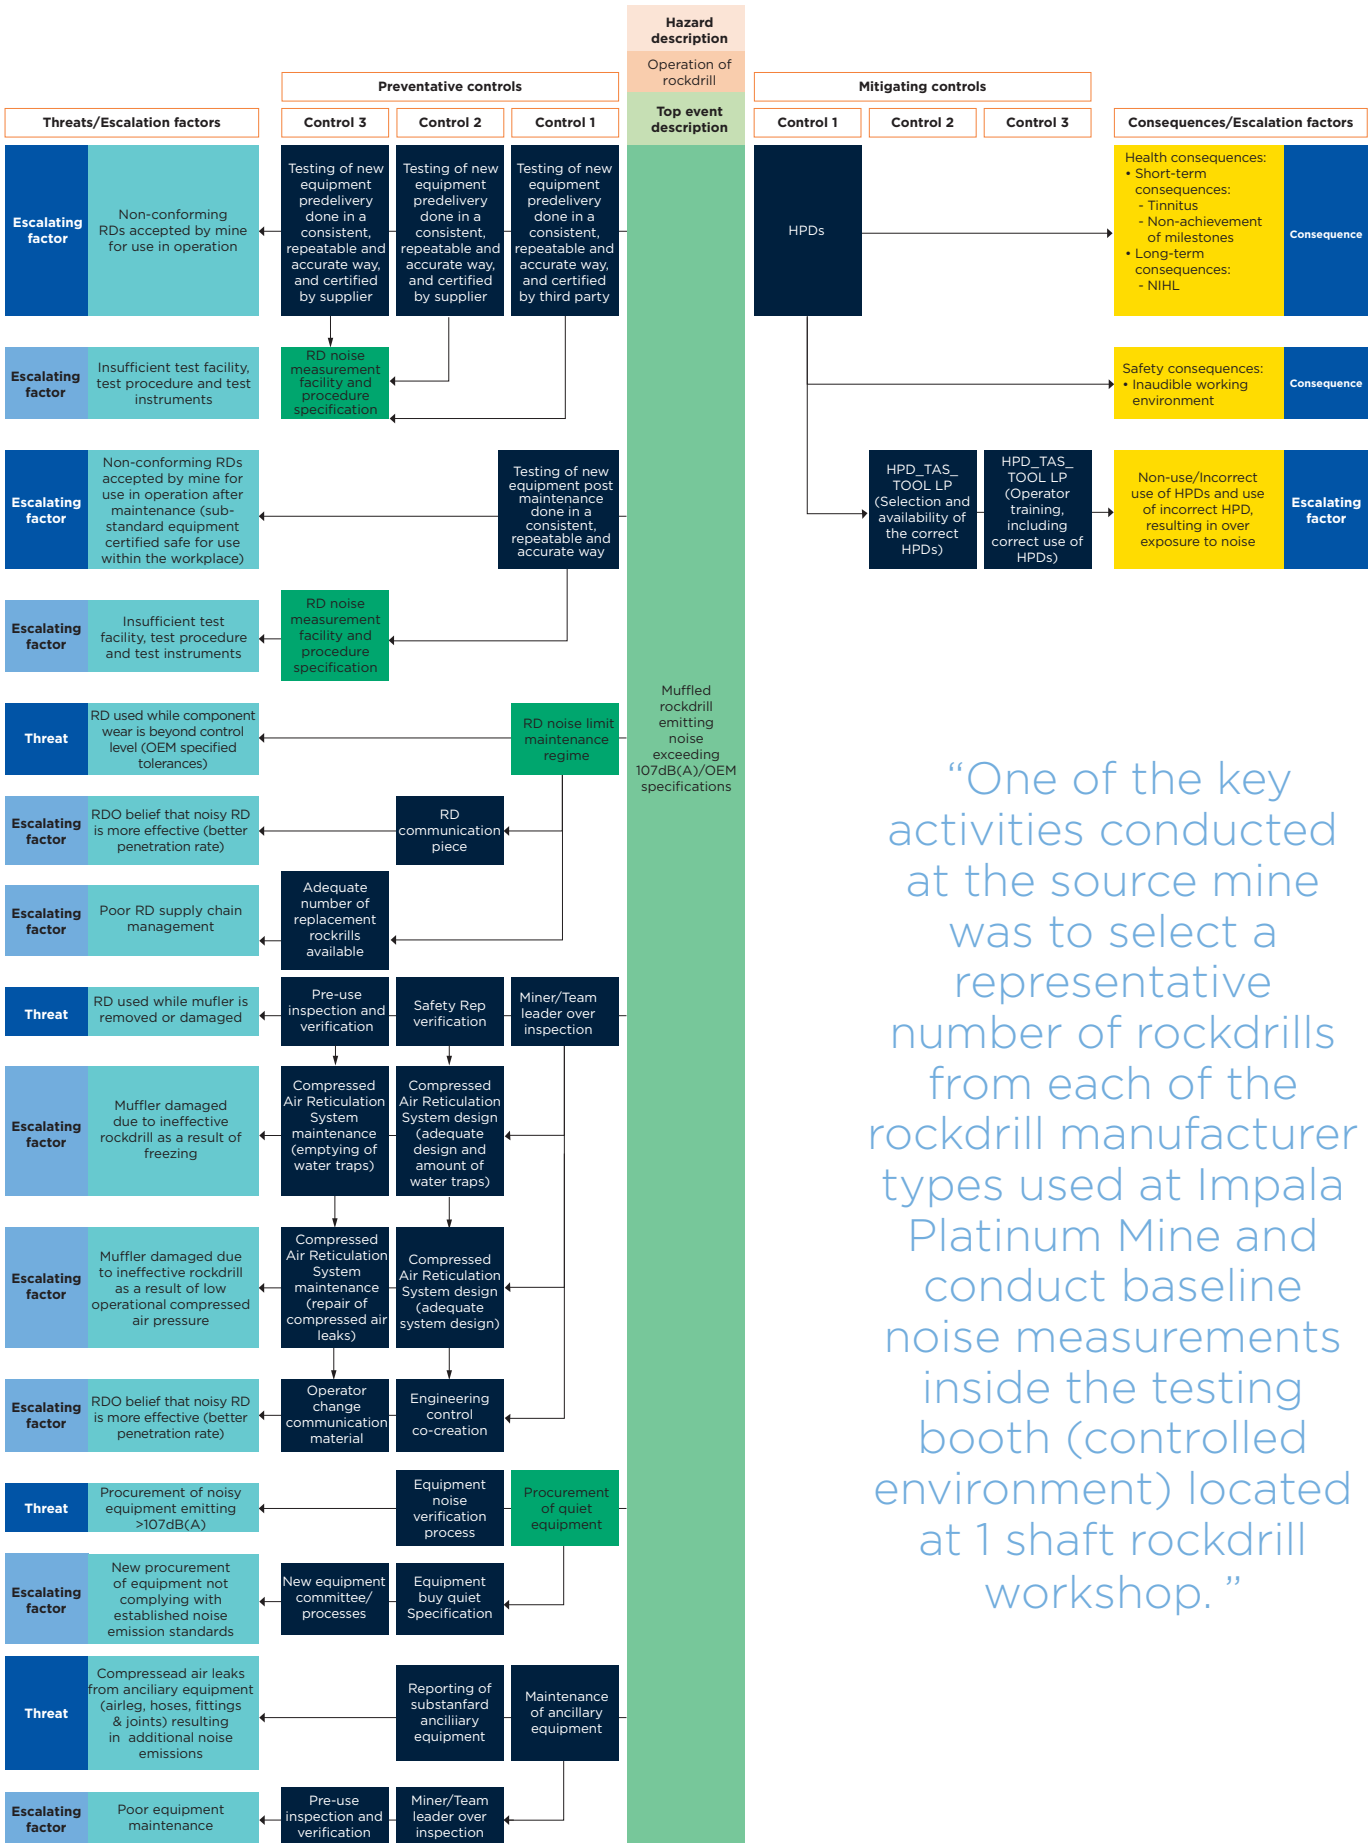 Hazard
description
Operation of
rockdrill
Preventative controls
Mitigating controls
Threats/Escalation factors
Control 3
Control 2
Control 1
Top event
description
Control 1
Control 2
Control 3
Consequences/Escalation factors
Escalating
factor
Non-conforming
RDs accepted by mine
for use in operation
Testing of new
equipment
predelivery
done in a
consistent,
repeatable and
accurate way,
and certified
by supplier
Testing of new
equipment
predelivery
done in a
consistent,
repeatable and
accurate way,
and certified
by supplier
Testing of new
equipment
predelivery
done in a
consistent,
repeatable and
accurate way,
and certified
by third party
HPDs
Health consequences:
• Short-term
consequences:
- Tinnitus
- Non-achievement
of milestones
• Long-term
consequences:
- NIHL
Consequence
Escalating
factor
Insufficient test facility,
test procedure and test
instruments
RD noise
measurement
facility and
procedure
specification
Safety consequences:
• Inaudible working
environment
Consequence
Escalating
factor
Non-conforming RDs
accepted by mine for
use in operation after
maintenance (sub-
standard equipment
certified safe for use
within the workplace)
Testing of new
equipment post
maintenance
done in a
consistent,
repeatable and
accurate way
HPD_TAS_
TOOL LP
(Selection and
availability of
the correct
HPDs)
HPD_TAS_
TOOL LP
(Operator
training,
including
correct use of
HPDs)
Non-use/Incorrect
use of HPDs and use
of incorrect HPD,
resulting in over
exposure to noise
Escalating
factor
Escalating
factor
Insufficient test
facility, test procedure
and test instruments
RD noise
measurement
facility and
procedure
specification
Muffled
rockdrill
emitting
noise
exceeding
107dB(A)/OEM
specifications
Threat
RD used while component
wear is beyond control
level (OEM specified
tolerances)
RD noise limit
maintenance
regime
Escalating
factor
RDO belief that noisy RD
is more effective (better
penetration rate)
RD
communication
piece
Escalating
factor
Poor RD supply chain
management
Adequate
number of
replacement
rockrills
available
Threat
RD used while mufler is
removed or damaged
Pre-use
inspection and
verification
Safety Rep
verification
Miner/Team
leader over
inspection
Escalating
factor
Muffler damaged
due to ineffective
rockdrill as a result of
freezing
Compressed
Air Reticulation
System
maintenance
(emptying of
water traps)
Compressed
Air Reticulation
System design
(adequate
design and
amount of
water traps)
Escalating
factor
Muffler damaged due
to ineffective rockdrill
as a result of low
operational compressed
air pressure
Compressed
Air Reticulation
System
maintenance
(repair of
compressed air
leaks)
Compressed
Air Reticulation
System design
(adequate
system design)
Escalating
factor
RDO belief that noisy RD
is more effective (better
penetration rate)
Operator
change
communication
material
Engineering
control
co-creation
Threat
Procurement of noisy
equipment emitting
>107dB(A)
Equipment
noise
verification
process
Procurement
of quiet
equipment
Escalating
factor
New procurement
of equipment not
complying with
established noise
emission standards
New equipment
committee/
processes
Equipment
buy quiet
Specification
Threat
Compressead air leaks
from anciliary equipment
(airleg, hoses, fittings
& joints) resulting
in additional noise
emissions
Reporting of
substanfard
anciliiary
equipment
Maintenance
of ancillary
equipment
Escalating
factor
Poor equipment
maintenance
Pre-use
inspection and
verification
Miner/Team
leader over
inspection
“One of the key
activities conducted
at the source mine
was to select a
representative
number of rockdrills
from each of the
rockdrill manufacturer
types used at Impala
Platinum Mine and
conduct baseline
noise measurements
inside the testing
booth (controlled
environment) located
at 1 shaft rockdrill
workshop. ”